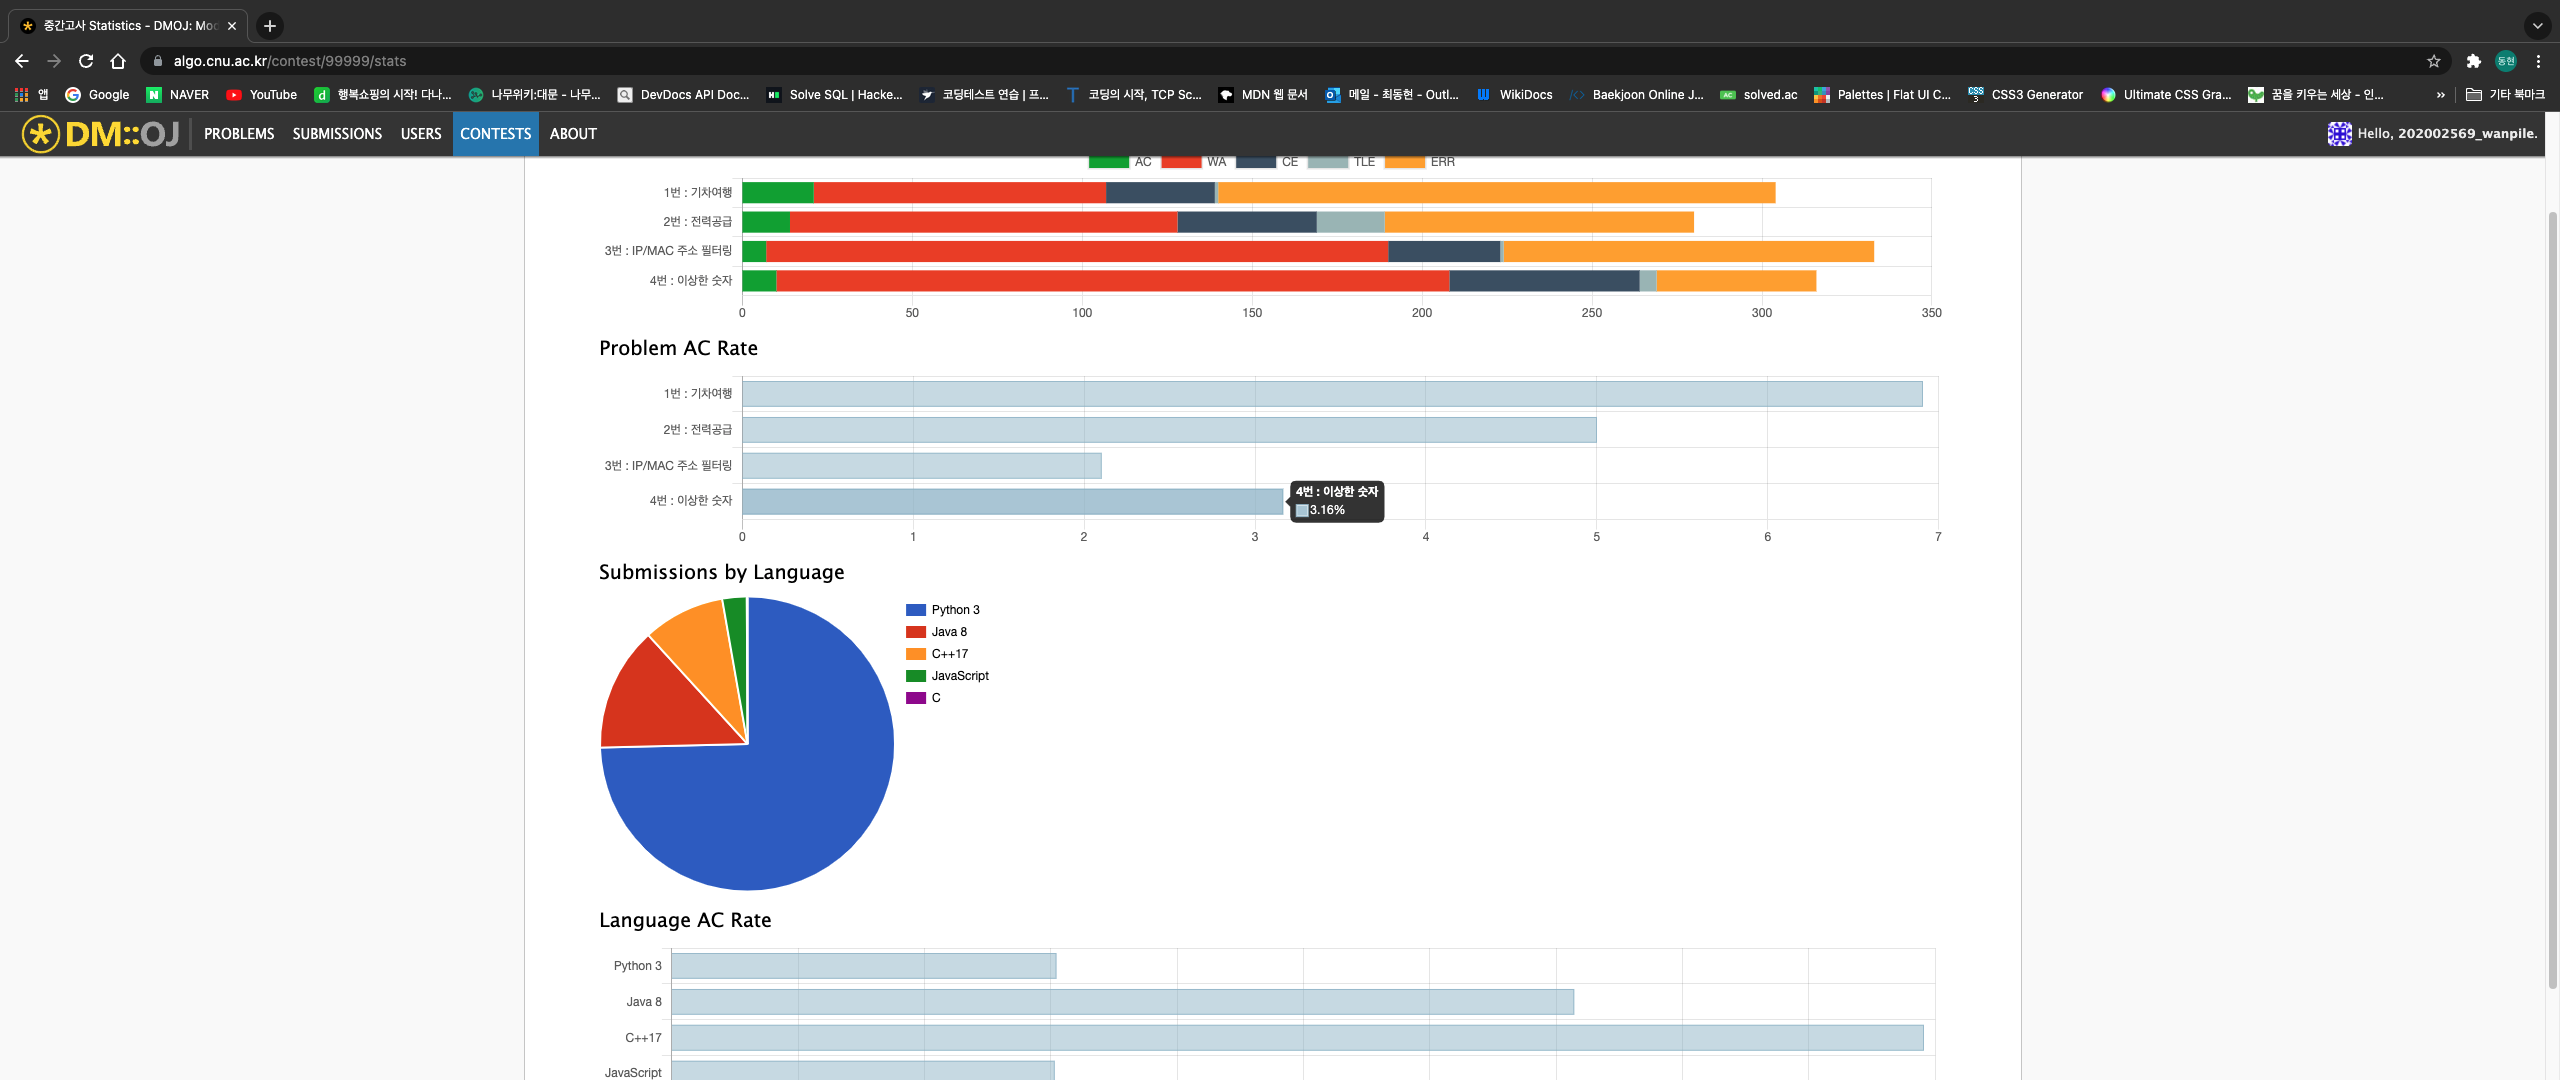 중간고사 Statistics - DMOJ: Mo
algo.cnu.ac.kr/contest/99999/stats
동현
앱 Google NAVER YouTube 행복쇼핑의 시작! 다나... 나무위키:대문 - 나무... DevDocs API Doc... Solve SQL | Hacke... 코딩테스트 연습 | 프... 코딩의 시작, TCP Sc... MDN 웹 문서 메일 - 최동현 - Outl... WikiDocs Baekjoon Online J... solved.ac Palettes | Flat UI C... CSS3 Generator Ultimate CSS Gra... 꿈을 키우는 세상 - 인... » 기타 북마크
DM::OJ PROBLEMS SUBMISSIONS USERS CONTESTS ABOUT Hello, 202002569_wanpile.
AC WA CE TLE ERR
1번 : 기차여행
2번 : 전력공급
3번 : IP/MAC 주소 필터링
4번 : 이상한 숫자
0 50 100 150 200 250 300 350
Problem AC Rate
1번 : 기차여행
2번 : 전력공급
3번 : IP/MAC 주소 필터링
4번 : 이상한 숫자
4번 : 이상한 숫자
3.16%
0 1 2 3 4 5 6 7
Submissions by Language
Python 3
Java 8
C++17
JavaScript
C
Language AC Rate
Python 3
Java 8
C++17
JavaScript